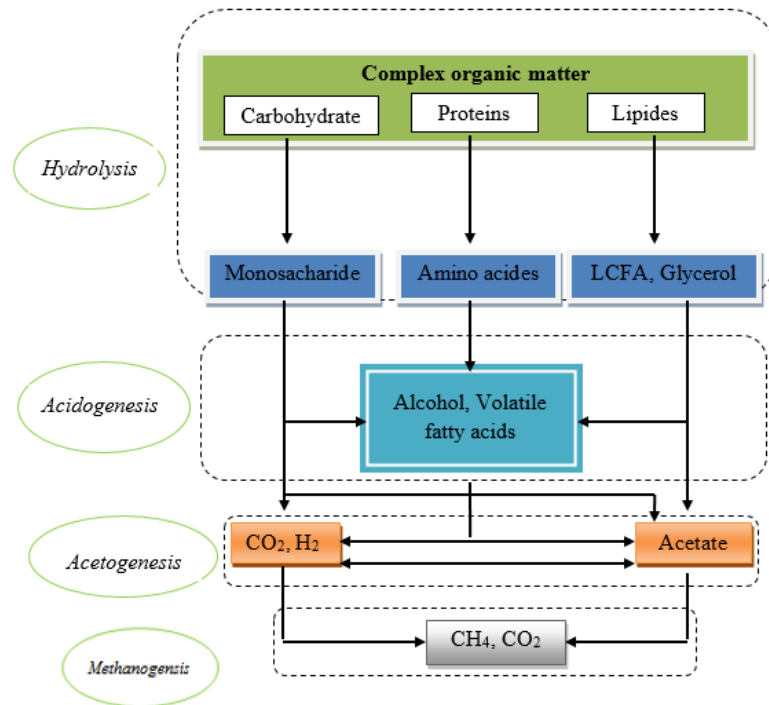 Complex organic matter
Carbohydrate
Proteins
Lipides
Hydrolysis
Monosacharide
Amino acides
LCFA, Glycerol
Acidogenesis
Alcohol, Volatile
fatty acids
Acetogenesis
CO₂, H₂
Acetate
CH₄, CO₂
Methanogensis